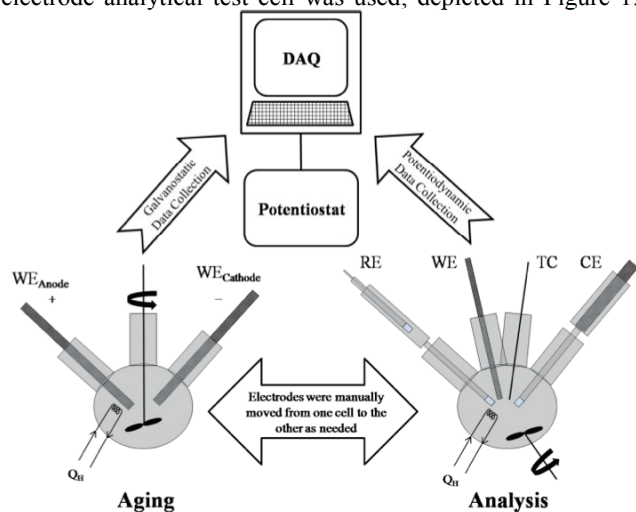 electrode analytical test cell was used, depicted in Figure 1.
DAQ
Galvanostatic
Data Collection
Potentiodynamic
Data Collection
Potentiostat
WEAnode
+
WECathode
–
RE
WE
TC
CE
Electrodes were manually
moved from one cell to the
other as needed
QH
QH
Aging
Analysis